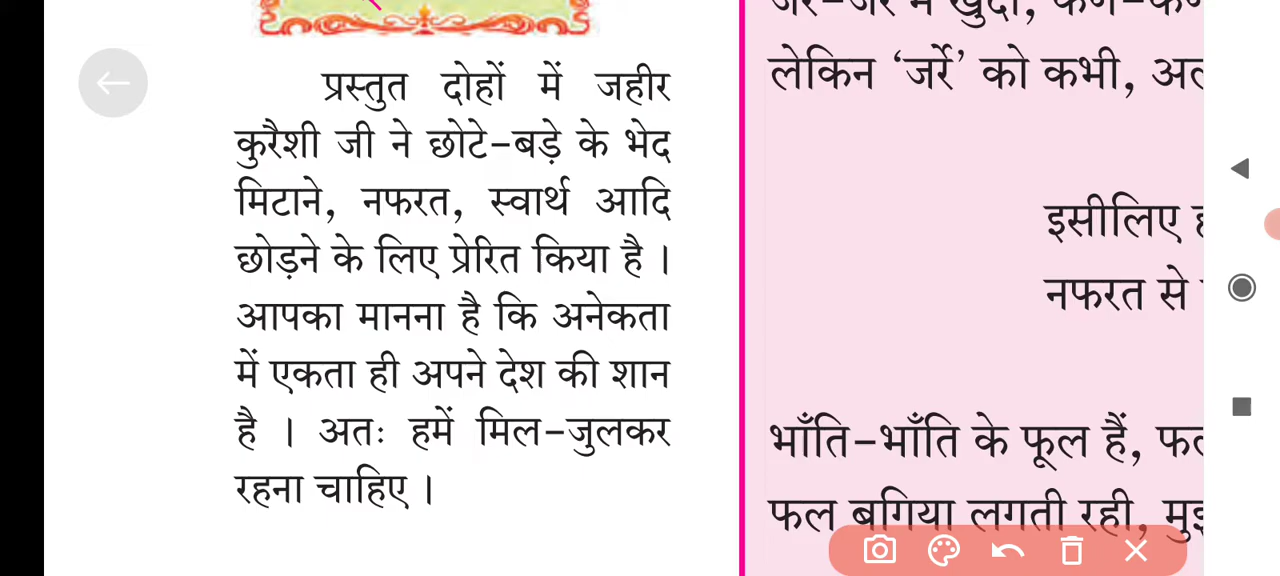 प्रस्तुत दोहों में जहीर
कुरैशी जी ने छोटे-बड़े के भेद
मिटाने, नफरत, स्वार्थ आदि
छोड़ने के लिए प्रेरित किया है ।
आपका मानना है कि अनेकता
में एकता ही अपने देश की शान
है । अतः हमें मिल-जुलकर
रहना चाहिए ।
लेकिन ‘जर्रे’ को कभी,
इसीलिए
नफरत से
भाँति-भाँति के फूल हैं,
फल बगिया लगती रही,